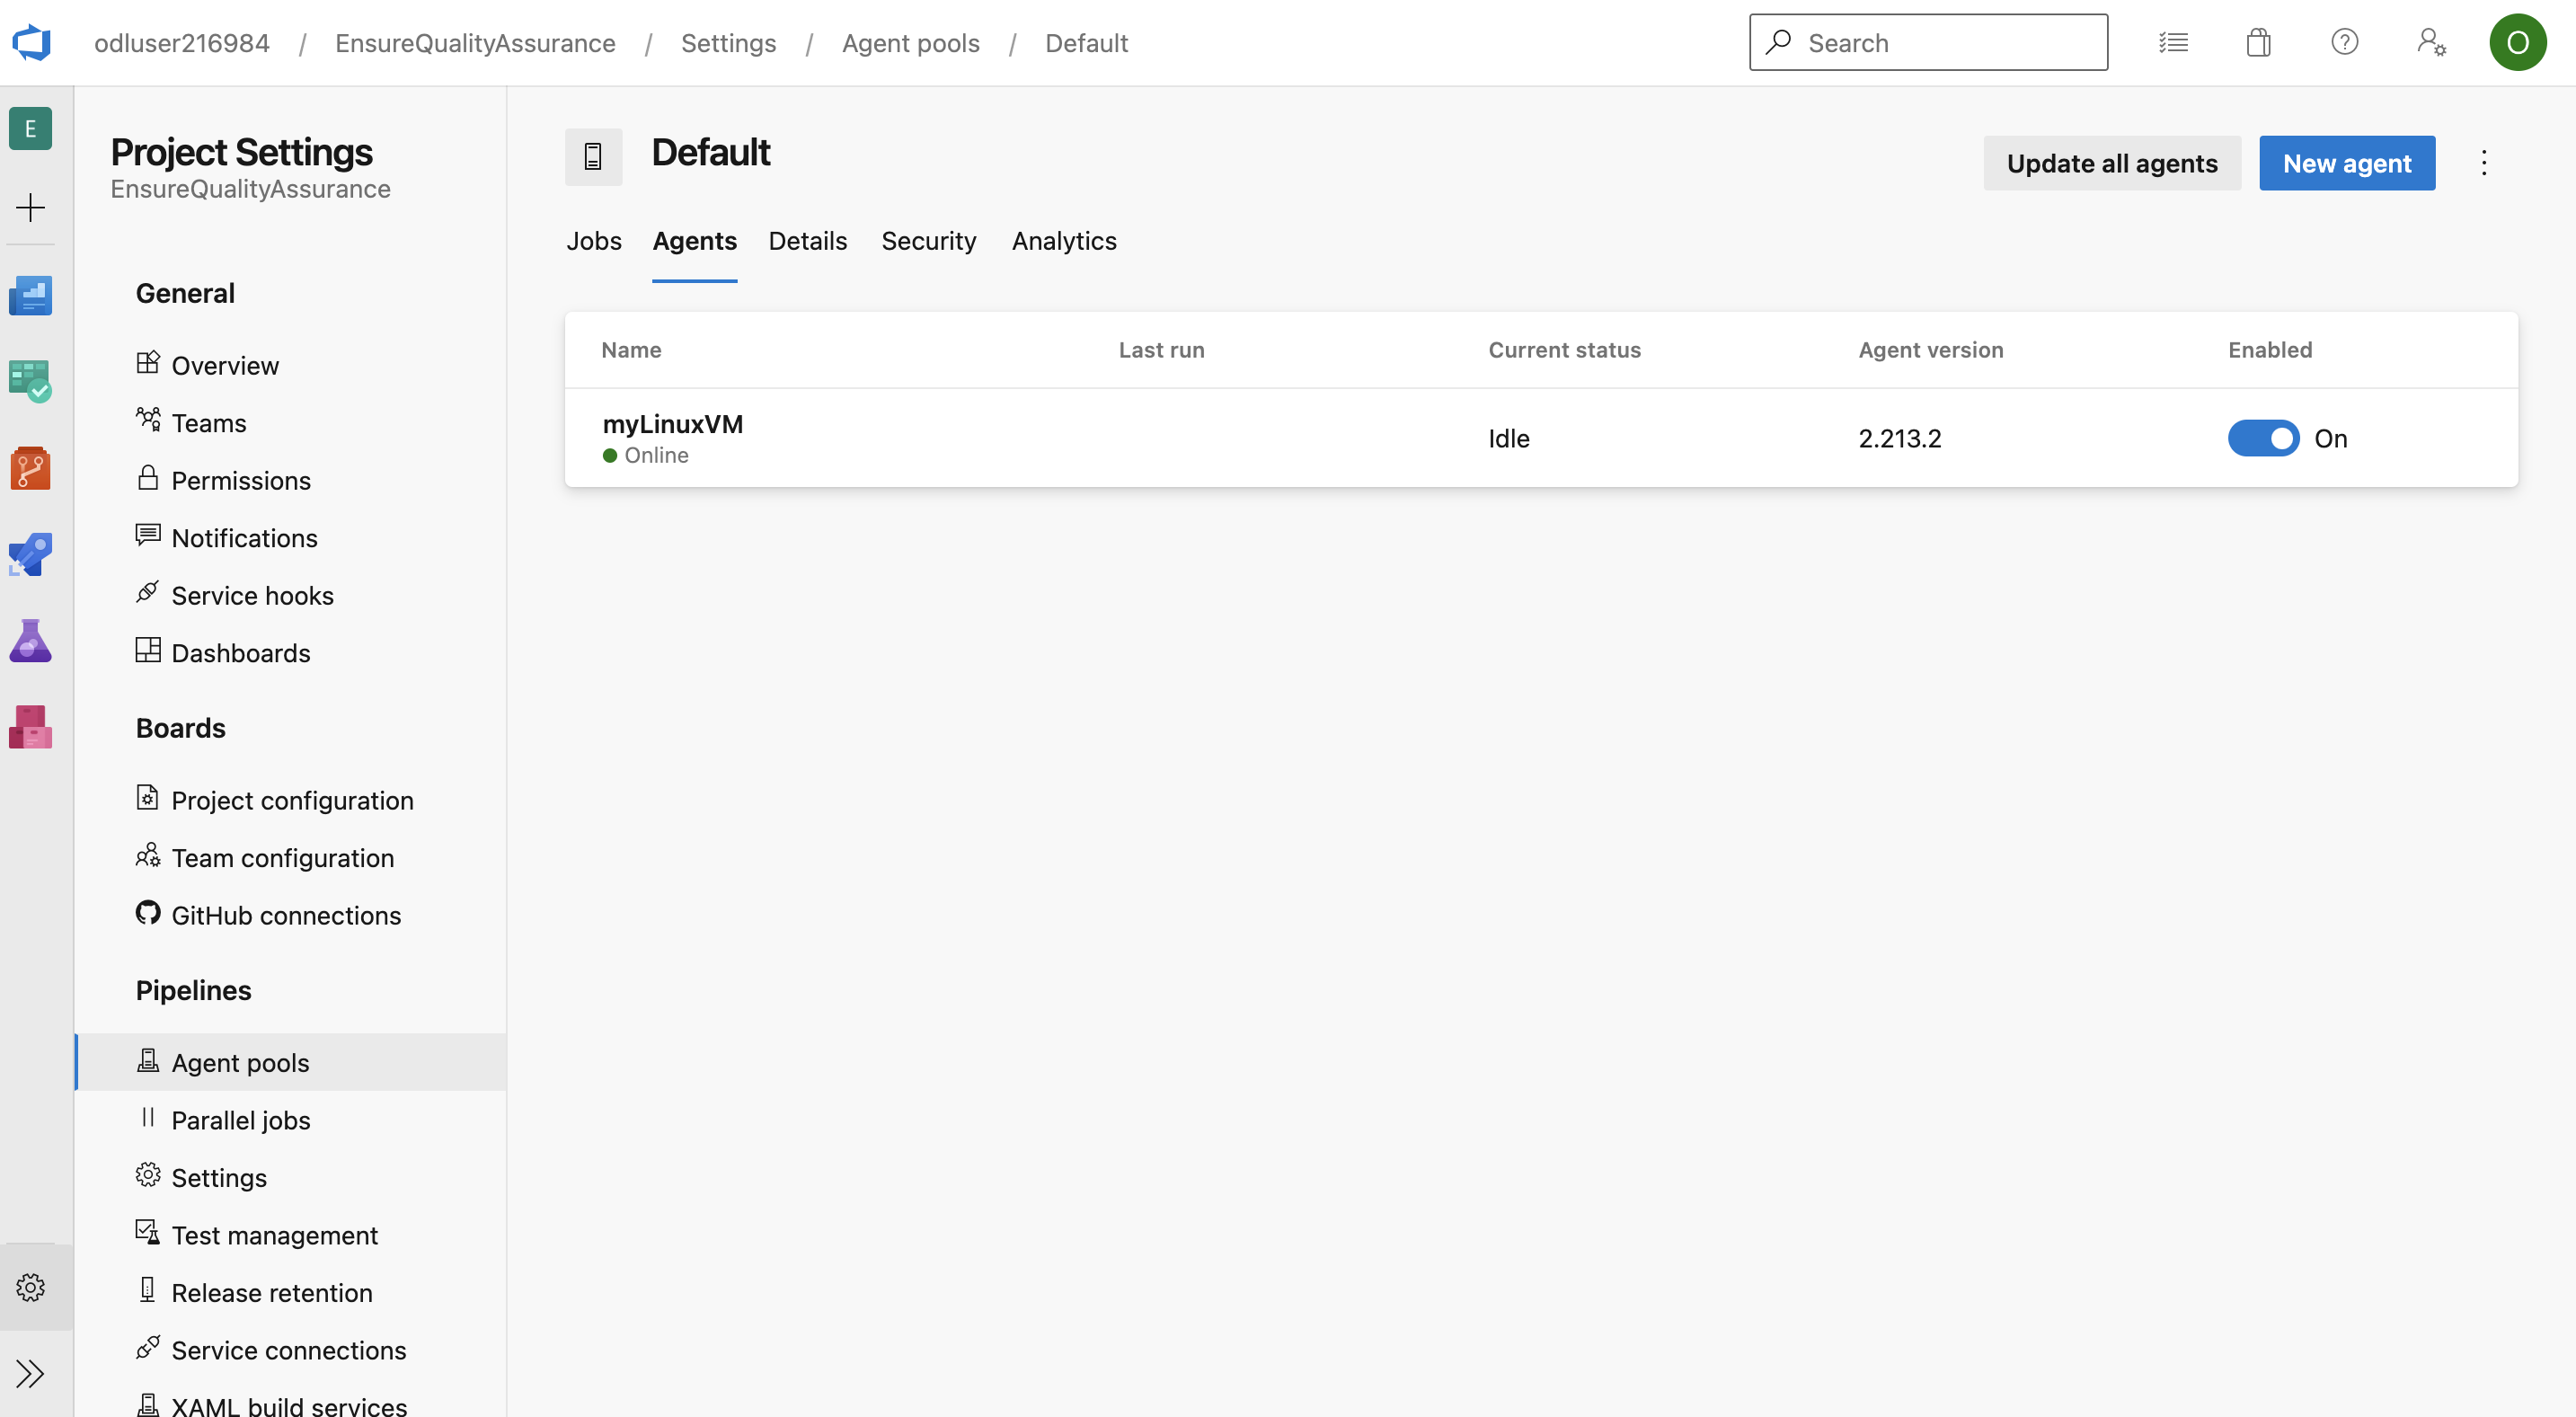 odluser216984 / EnsureQualityAssurance / Settings / Agent pools / Default
Search
O
E
Project Settings
EnsureQualityAssurance
General
Overview
Teams
Permissions
Notifications
Service hooks
Dashboards
Boards
Project configuration
Team configuration
GitHub connections
Pipelines
Agent pools
Parallel jobs
Settings
Test management
Release retention
Service connections
XAML build services
Default
Update all agents
New agent
Jobs Agents Details Security Analytics
Name Last run Current status Agent version Enabled
myLinuxVM
Online
Idle
2.213.2
On